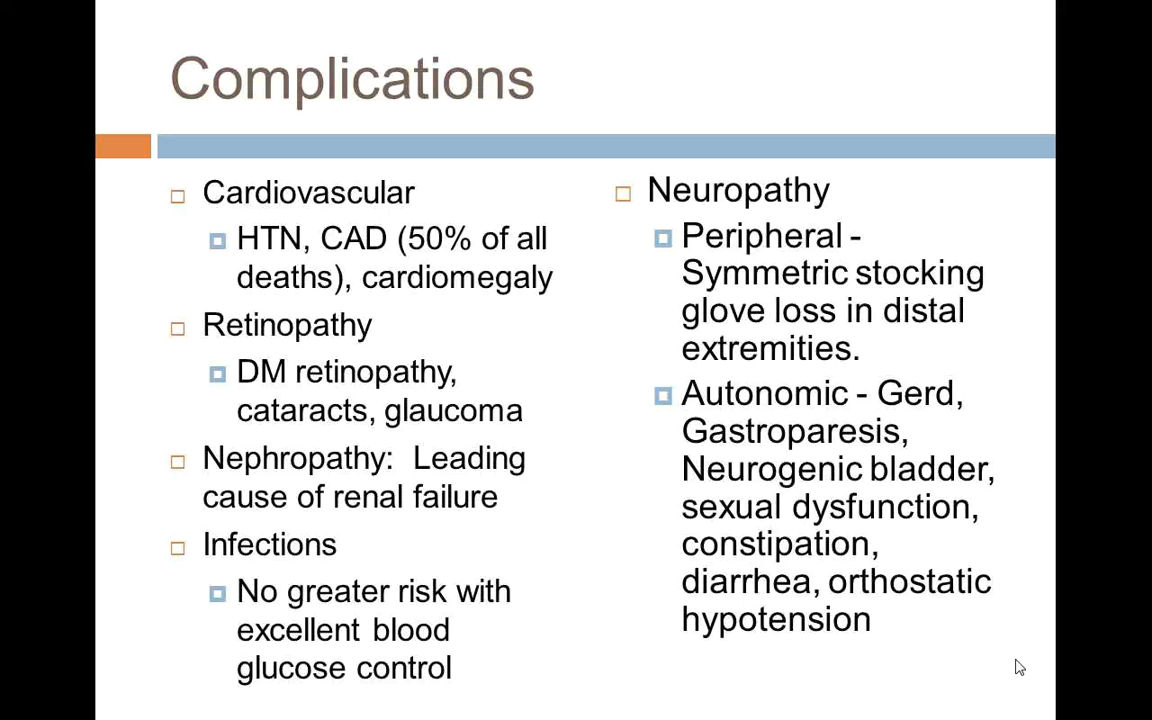 Complications
Cardiovascular
HTN, CAD (50% of all
deaths), cardiomegaly
Retinopathy
DM retinopathy,
cataracts, glaucoma
Nephropathy: Leading
cause of renal failure
Infections
No greater risk with
excellent blood
glucose control
Neuropathy
Peripheral -
Symmetric stocking
glove loss in distal
extremities.
Autonomic - Gerd,
Gastroparesis,
Neurogenic bladder,
sexual dysfunction,
constipation,
diarrhea, orthostatic
hypotension